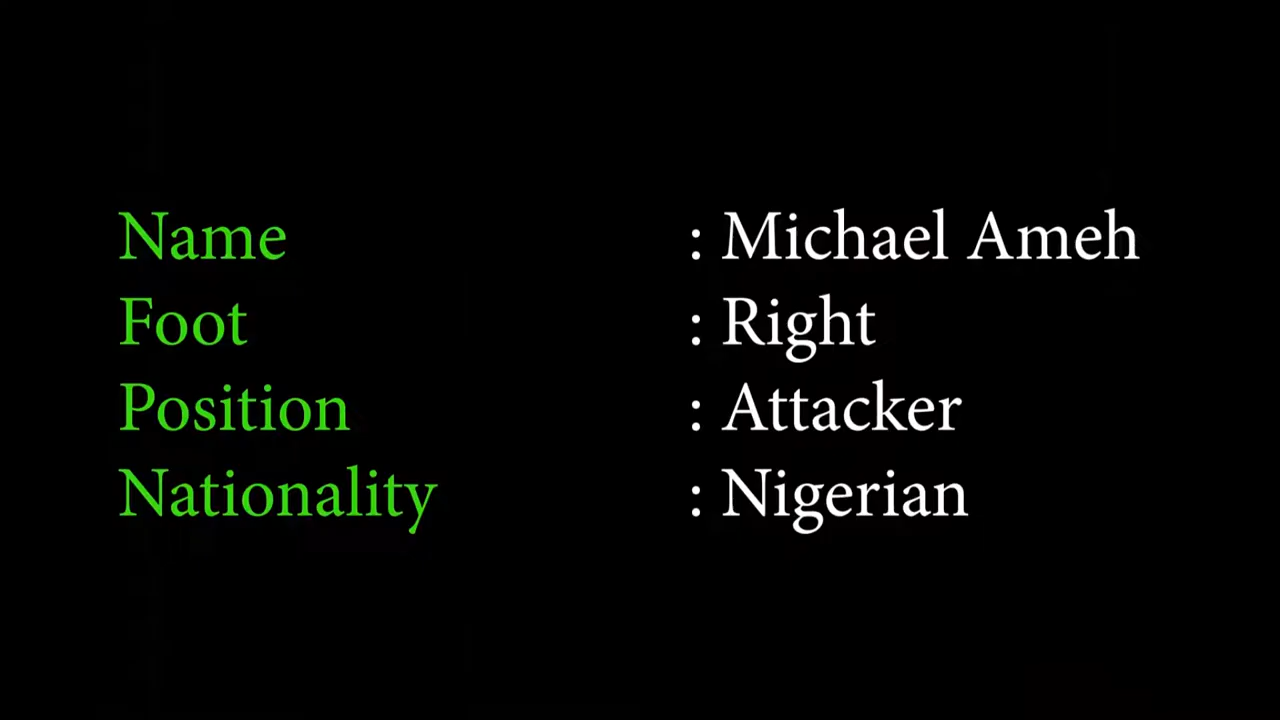 Name : Michael Ameh
Foot : Right
Position : Attacker
Nationality : Nigerian